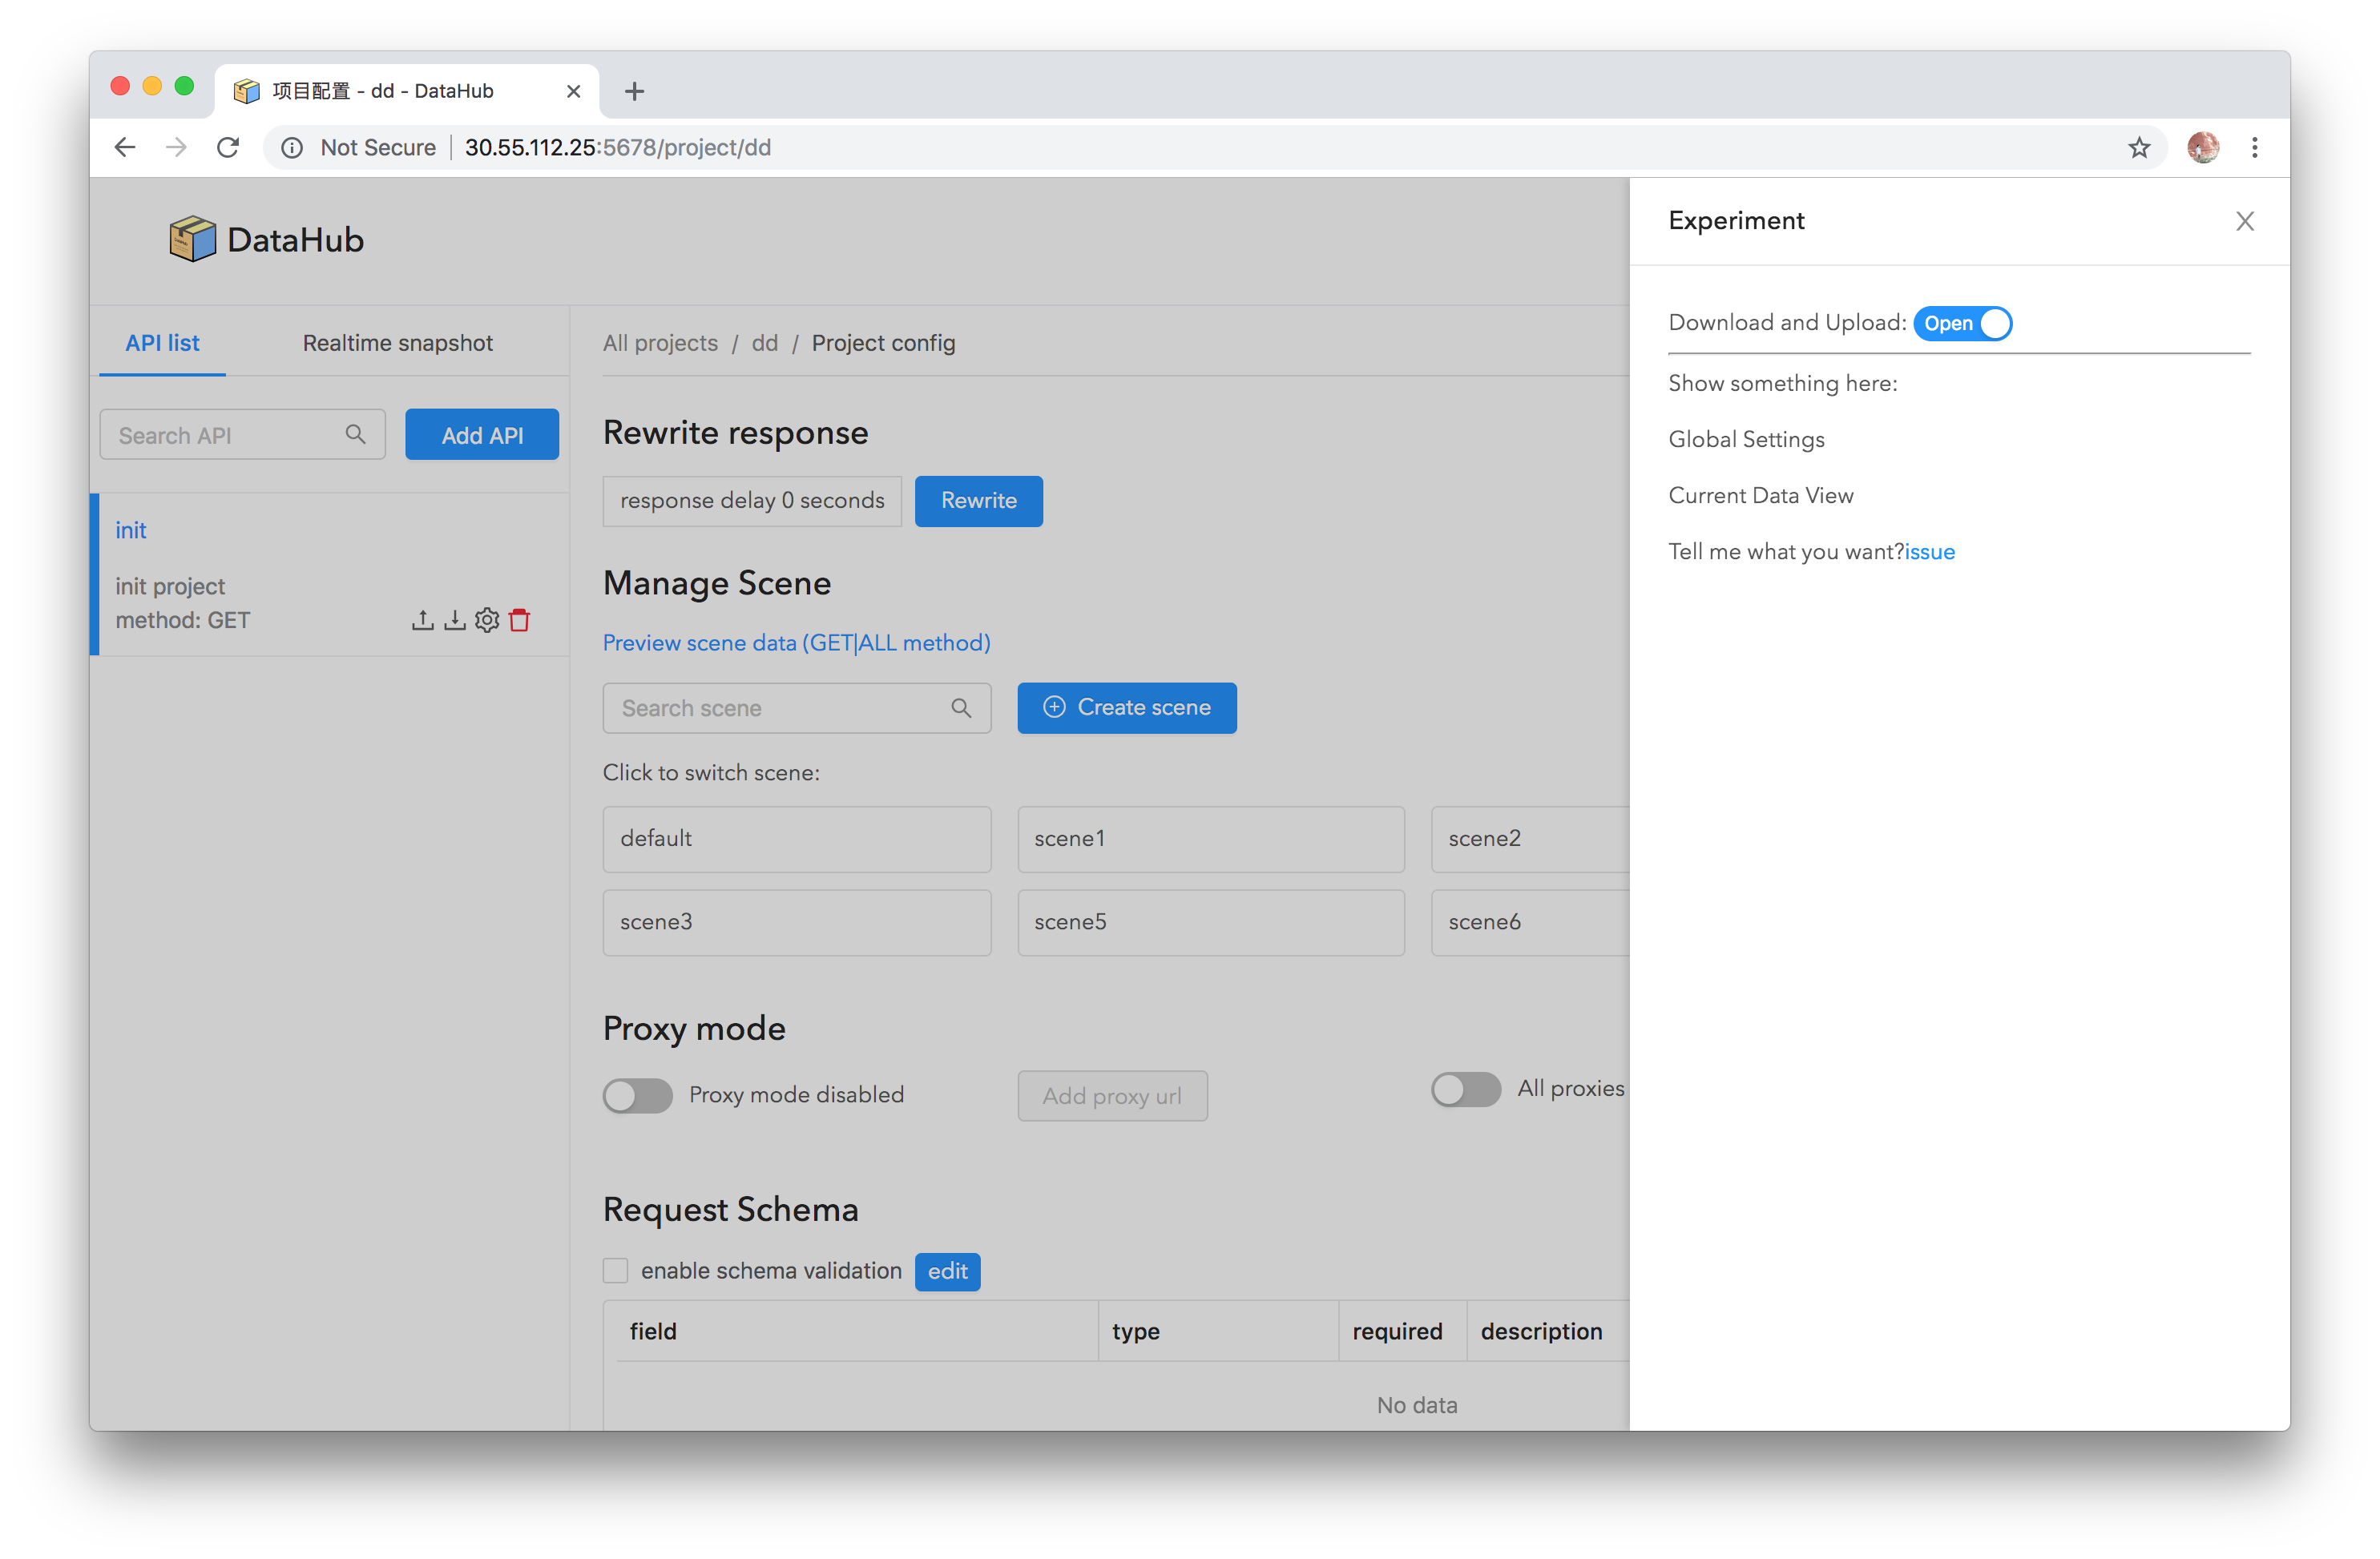 项目配置 - dd - DataHub
Not Secure | 30.55.112.25:5678/project/dd
DataHub
API list
Realtime snapshot
Search API
Add API
init
init project
method: GET
All projects / dd / Project config
Rewrite response
response delay 0 seconds
Rewrite
Manage Scene
Preview scene data (GET|ALL method)
Search scene
Create scene
Click to switch scene:
default
scene1
scene2
scene3
scene5
scene6
Proxy mode
Proxy mode disabled
Add proxy url
All proxies
Request Schema
enable schema validation
edit
field
type
required
description
No data
Experiment
Download and Upload: Open
Show something here:
Global Settings
Current Data View
Tell me what you want?issue